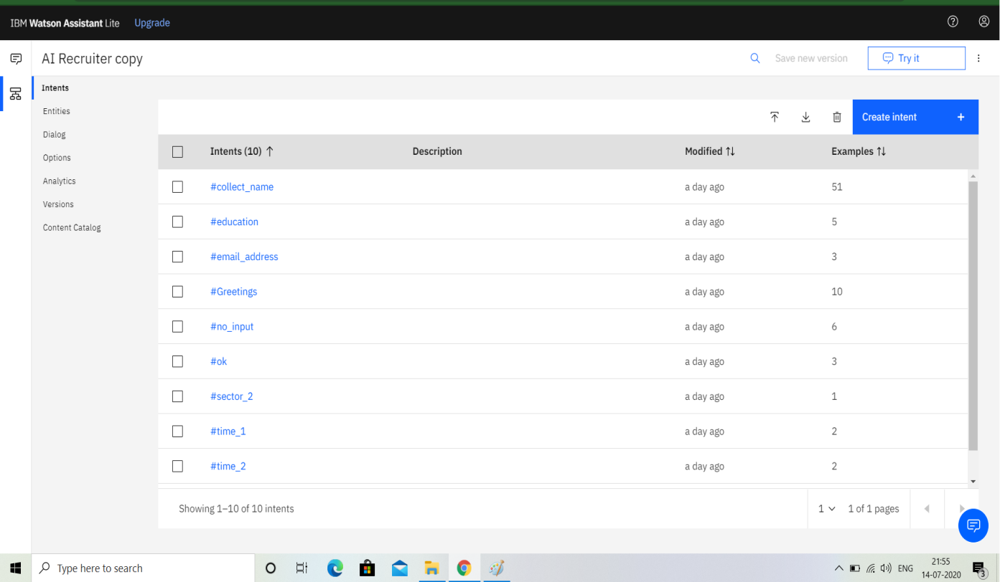 IBM Watson Assistant Lite Upgrade
AI Recruiter copy Save new version Try it
Intents
Entities
Dialog
Options
Analytics
Versions
Content Catalog
Create intent +
Intents (10) Description Modified Examples
#collect_name a day ago 51
#education a day ago 5
#email_address a day ago 3
#Greetings a day ago 10
#no_input a day ago 6
#ok a day ago 3
#sector_2 a day ago 1
#time_1 a day ago 2
#time_2 a day ago 2
Showing 1–10 of 10 intents 1 1 of 1 pages
Type here to search ENG 21:55
14-07-2020 3